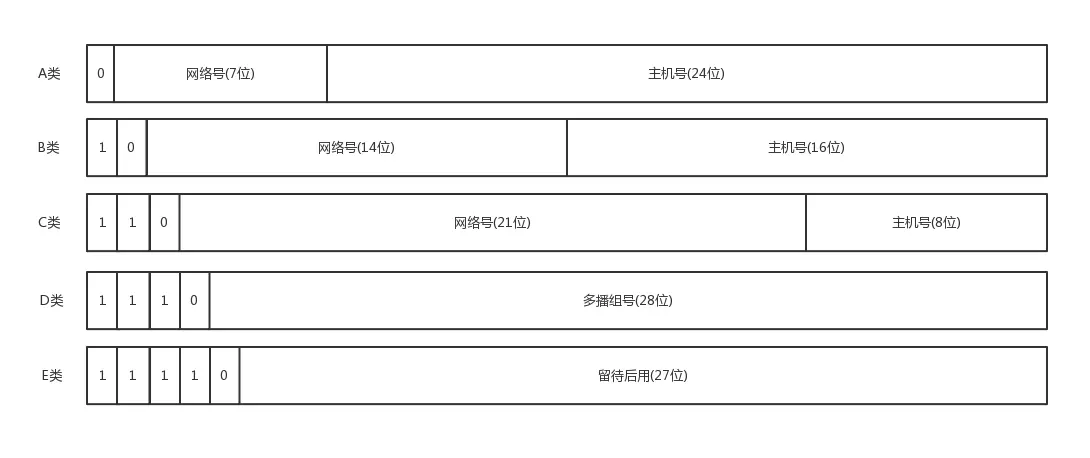 A类 0 网络号(7位) 主机号(24位)
B类 1 0 网络号(14位) 主机号(16位)
C类 1 1 0 网络号(21位) 主机号(8位)
D类 1 1 1 0 多播组号(28位)
E类 1 1 1 1 0 留待后用(27位)